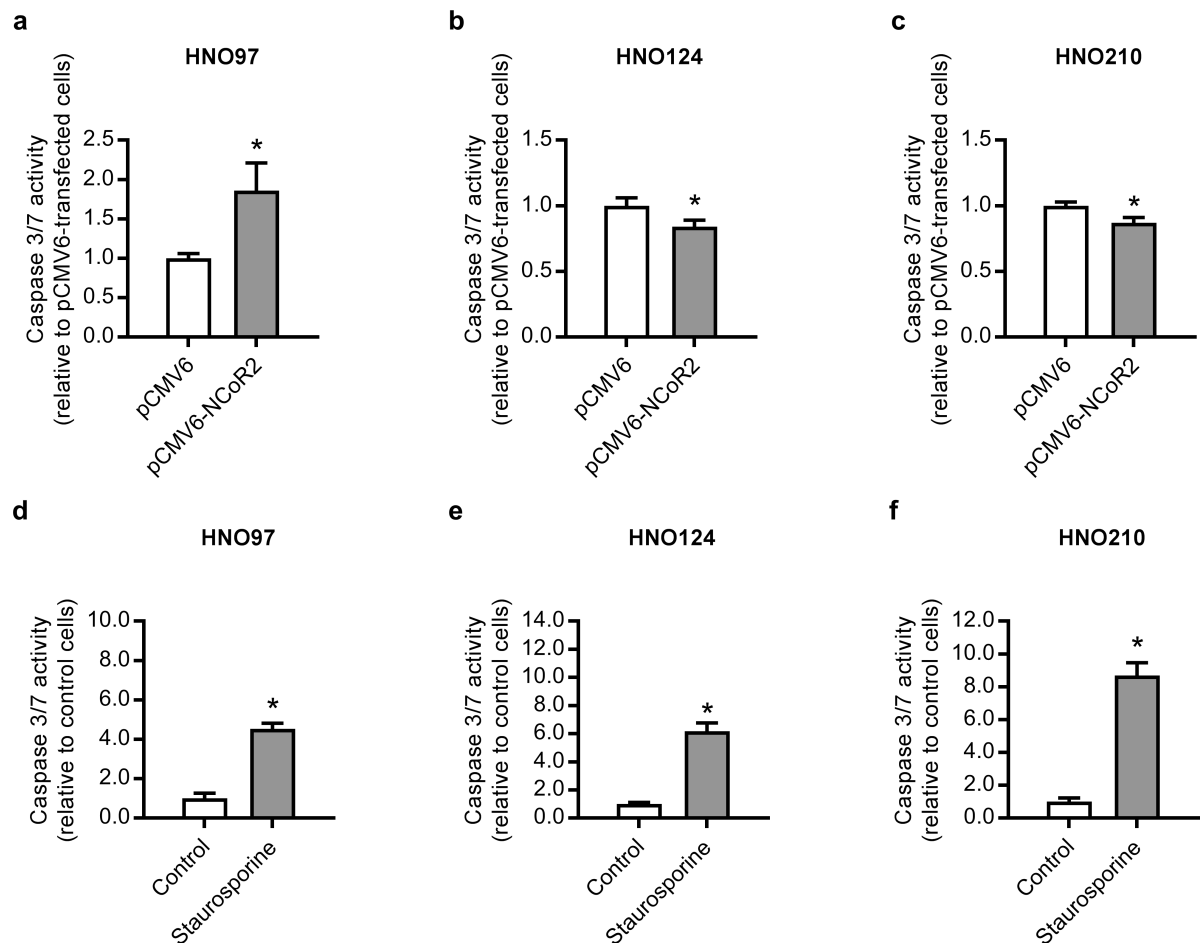 a
HNO97
Caspase 3/7 activity
(relative to pCMV6-transfected cells)
2.5
2.0
1.5
1.0
0.5
0.0
*
pCMV6
pCMV6-NCoR2
b
HNO124
Caspase 3/7 activity
(relative to pCMV6-transfected cells)
1.5
1.0
0.5
0.0
*
pCMV6
pCMV6-NCoR2
c
HNO210
Caspase 3/7 activity
(relative to pCMV6-transfected cells)
1.5
1.0
0.5
0.0
*
pCMV6
pCMV6-NCoR2
d
HNO97
Caspase 3/7 activity
(relative to control cells)
10.0
8.0
6.0
4.0
2.0
0.0
*
Control
Staurosporine
e
HNO124
Caspase 3/7 activity
(relative to control cells)
14.0
12.0
10.0
8.0
6.0
4.0
2.0
0.0
*
Control
Staurosporine
f
HNO210
Caspase 3/7 activity
(relative to control cells)
12.0
10.0
8.0
6.0
4.0
2.0
0.0
*
Control
Staurosporine